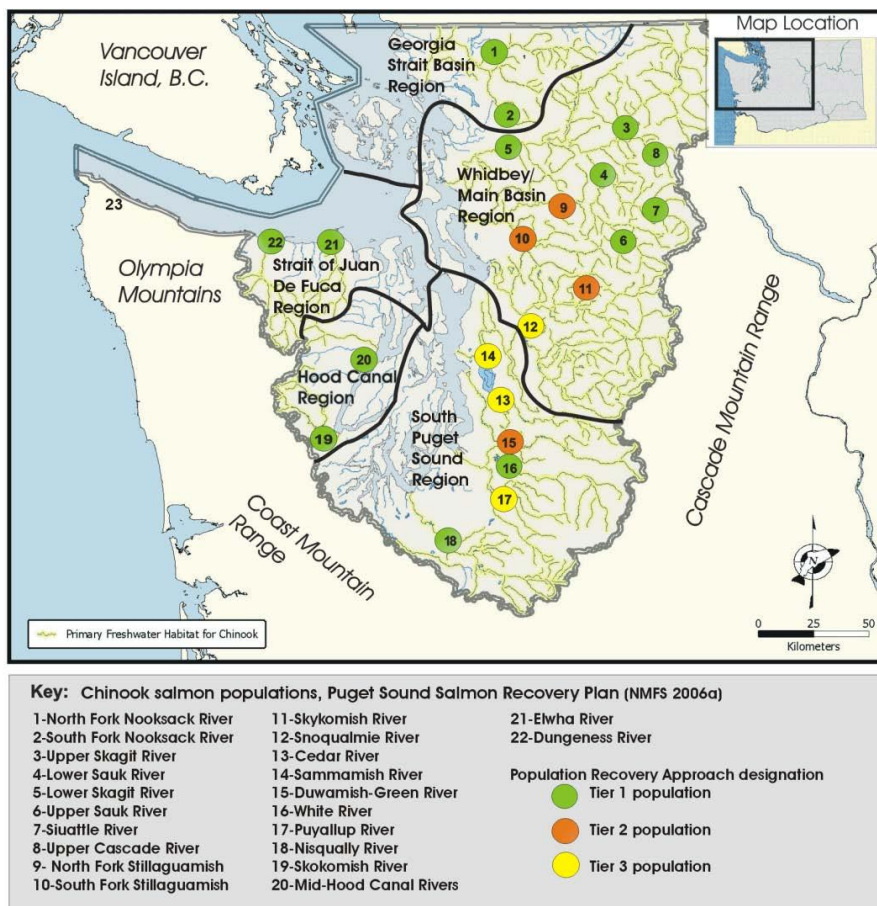 Map Location
Vancouver
Island, B.C.
Georgia
Strait Basin
Region
1
2
3
5
8
4
Whidbey/
Main Basin
Region
9
7
10
6
23
22
21
Strait of Juan
De Fuca
Region
Olympia
Mountains
11
12
14
20
Hood Canal
Region
13
South
Puget
Sound
Region
19
15
16
17
18
Cascade Mountain Range
Coast Mountain
Range
N
0 25 50
Kilometers
Primary Freshwater Habitat for Chinook
Key: Chinook salmon populations, Puget Sound Salmon Recovery Plan (NMFS 2006a)
1-North Fork Nooksack River
2-South Fork Nooksack River
3-Upper Skagit River
4-Lower Sauk River
5-Lower Skagit River
6-Upper Sauk River
7-Siuattle River
8-Upper Cascade River
9- North Fork Stillaguamish
10-South Fork Stillaguamish
11-Skykomish River
12-Snoqualmie River
13-Cedar River
14-Sammamish River
15-Duwamish-Green River
16-White River
17-Puyallup River
18-Nisqually River
19-Skokomish River
20-Mid-Hood Canal Rivers
21-Elwha River
22-Dungeness River
Population Recovery Approach designation
Tier 1 population
Tier 2 population
Tier 3 population